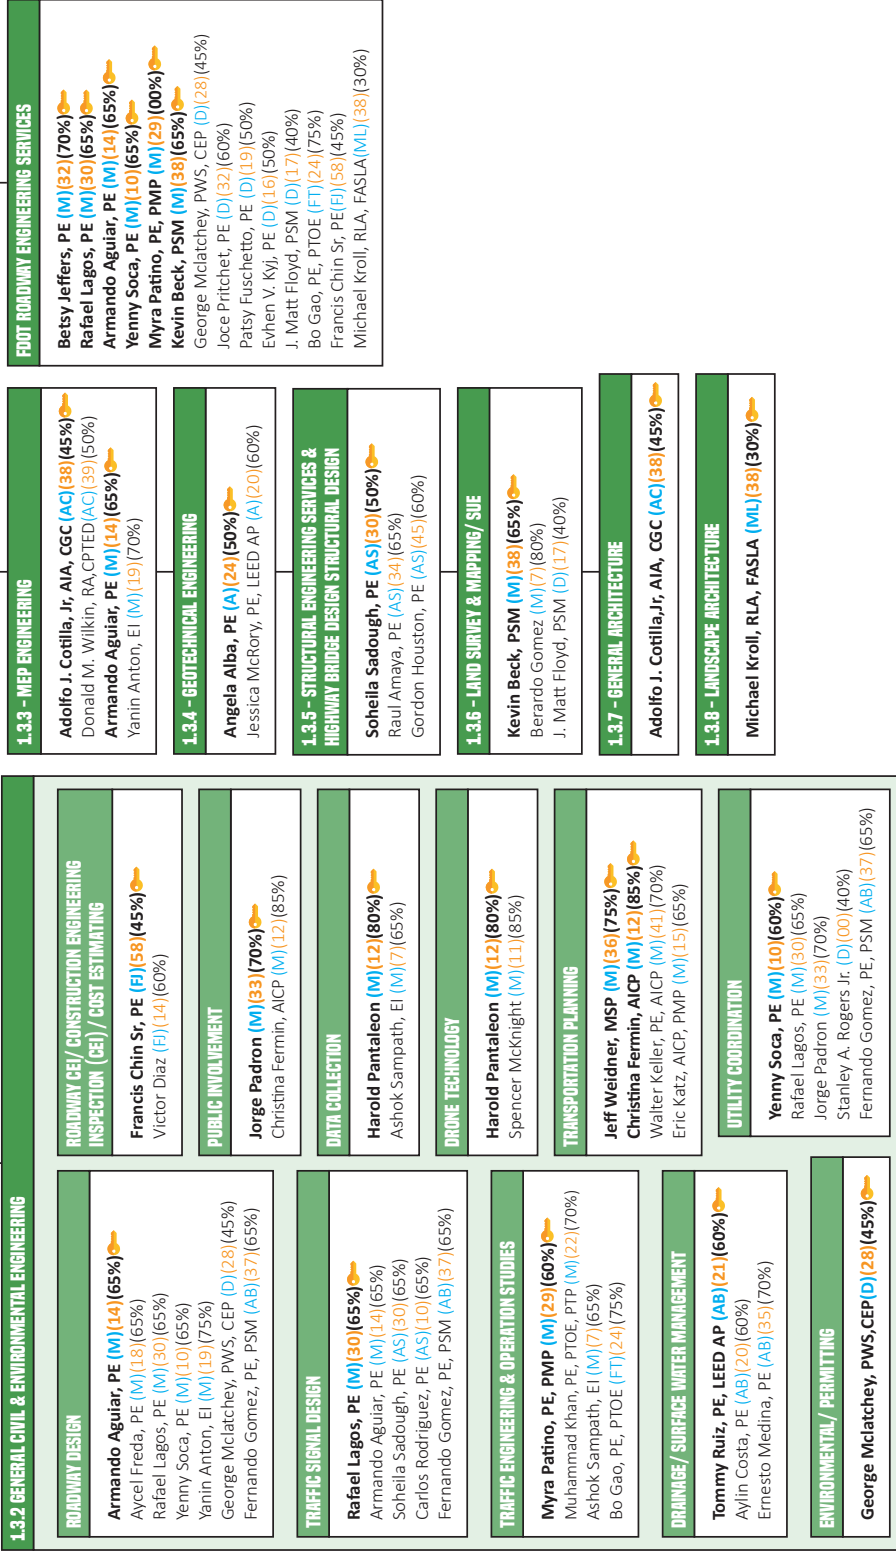 1.3.2 GENERAL CIVIL & ENVIRONMENTAL ENGINEERING
ROADWAY DESIGN
Armando Aguiar, PE (M)(14)(65%)
Aycel Freda, PE (M)(18)(65%)
Rafael Lagos, PE (M)(30)(65%)
Yenny Soca, PE (M)(10)(65%)
Yanin Anton, EI (M)(19)(75%)
George Mclatchey, PWS, CEP (D)(28)(45%)
Fernando Gomez, PE, PSM (AB)(37)(65%)
TRAFFIC SIGNAL DESIGN
Rafael Lagos, PE (M)(30)(65%)
Armando Aguiar, PE (M)(14)(65%)
Soheila Sadough, PE (AS)(30)(65%)
Carlos Rodriguez, PE (AS)(10)(65%)
Fernando Gomez, PE, PSM (AB)(37)(65%)
TRAFFIC ENGINEERING & OPERATION STUDIES
Myra Patino, PE, PMP (M)(29)(60%)
Muhammad Khan, PE, PTOE, PTP (M)(22)(70%)
Ashok Sampath, EI (M)(7)(65%)
Bo Gao, PE, PTOE (FT)(24)(75%)
DRAINAGE/ SURFACE WATER MANAGEMENT
Tommy Ruiz, PE, LEED AP (AB)(21)(60%)
Aylin Costa, PE (AB)(20)(60%)
Ernesto Medina, PE (AB)(35)(70%)
ENVIRONMENTAL/ PERMITTING
George Mclatchey, PWS,CEP(D)(28)(45%)
ROADWAY CEI/ CONSTRUCTION ENGINEERING
INSPECTION (CEI) / COST ESTIMATING
Francis Chin Sr, PE (FJ)(58)(45%)
Victor Diaz (FJ)(14)(60%)
PUBLIC INVOLVEMENT
Jorge Padron (M)(33)(70%)
Christina Fermin, AICP (M)(12)(85%)
DATA COLLECTION
Harold Pantaleon (M)(12)(80%)
Ashok Sampath, EI (M)(7)(65%)
DRONE TECHNOLOGY
Harold Pantaleon (M)(12)(80%)
Spencer McKnight (M)(11)(85%)
TRANSPORTATION PLANNING
Jeff Weidner, MSP (M)(36)(75%)
Christina Fermin, AICP (M)(12)(85%)
Walter Keller, PE, AICP (M)(41)(70%)
Eric Katz, AICP, PMP (M)(15)(65%)
UTILITY COORDINATION
Yenny Soca, PE (M)(10)(60%)
Rafael Lagos, PE (M)(30)(65%)
Jorge Padron (M)(33)(70%)
Stanley A. Rogers Jr. (D)(00)(40%)
Fernando Gomez, PE, PSM (AB)(37)(65%)
1.3.3 - MEP ENGINEERING
Adolfo J. Cotilla, Jr, AIA, CGC (AC)(38)(45%)
Donald M. Wilkin, RA,CPTED(AC)(39)(50%)
Armando Aguiar, PE (M)(14)(65%)
Yanin Anton, EI (M)(19)(70%)
1.3.4 - GEOTECHNICAL ENGINEERING
Angela Alba, PE (A)(24)(50%)
Jessica McRory, PE, LEED AP (A)(20)(60%)
1.3.5 - STRUCTURAL ENGINEERING SERVICES &
HIGHWAY BRIDGE DESIGN STRUCTURAL DESIGN
Soheila Sadough, PE (AS)(30)(50%)
Raul Amaya, PE (AS)(34)(65%)
Gordon Houston, PE (AS)(45)(60%)
1.3.6 - LAND SURVEY & MAPPING/ SUE
Kevin Beck, PSM (M)(38)(65%)
Berardo Gomez (M)(7)(80%)
J. Matt Floyd, PSM (D)(17)(40%)
1.3.7 - GENERAL ARCHITECTURE
Adolfo J. Cotilla,Jr, AIA, CGC (AC)(38)(45%)
1.3.8 - LANDSCAPE ARCHITECTURE
Michael Kroll, RLA, FASLA (ML)(38)(30%)
FDOT ROADWAY ENGINEERING SERVICES
Betsy Jeffers, PE (M)(32)(70%)
Rafael Lagos, PE (M)(30)(65%)
Armando Aguiar, PE (M)(14)(65%)
Yenny Soca, PE (M)(10)(65%)
Myra Patino, PE, PMP (M)(29)(00%)
Kevin Beck, PSM (M)(38)(65%)
George Mclatchey, PWS, CEP (D)(28)(45%)
Joce Pritchet, PE (D)(32)(60%)
Patsy Fuschetto, PE (D)(19)(50%)
Evhen V. Kyj, PE (D)(16)(50%)
J. Matt Floyd, PSM (D)(17)(40%)
Bo Gao, PE, PTOE (FT)(24)(75%)
Francis Chin Sr, PE(FJ)(58)(45%)
Michael Kroll, RLA, FASLA(ML)(38)(30%)